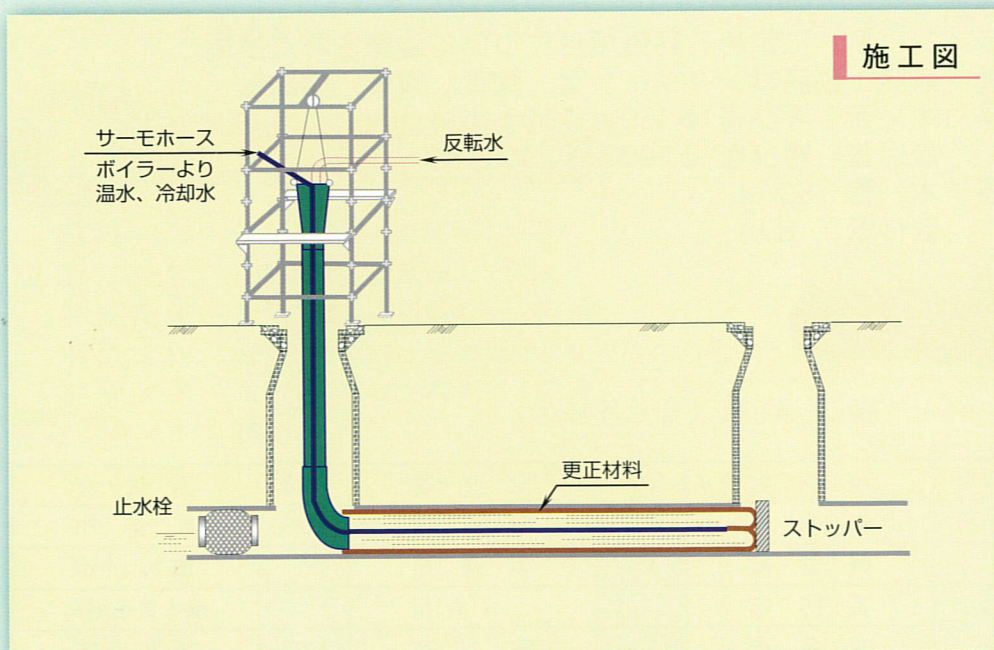 施工図
サーモホース
ボイラーより
温水、冷却水
反転水
更正材料
止水栓
ストッパー